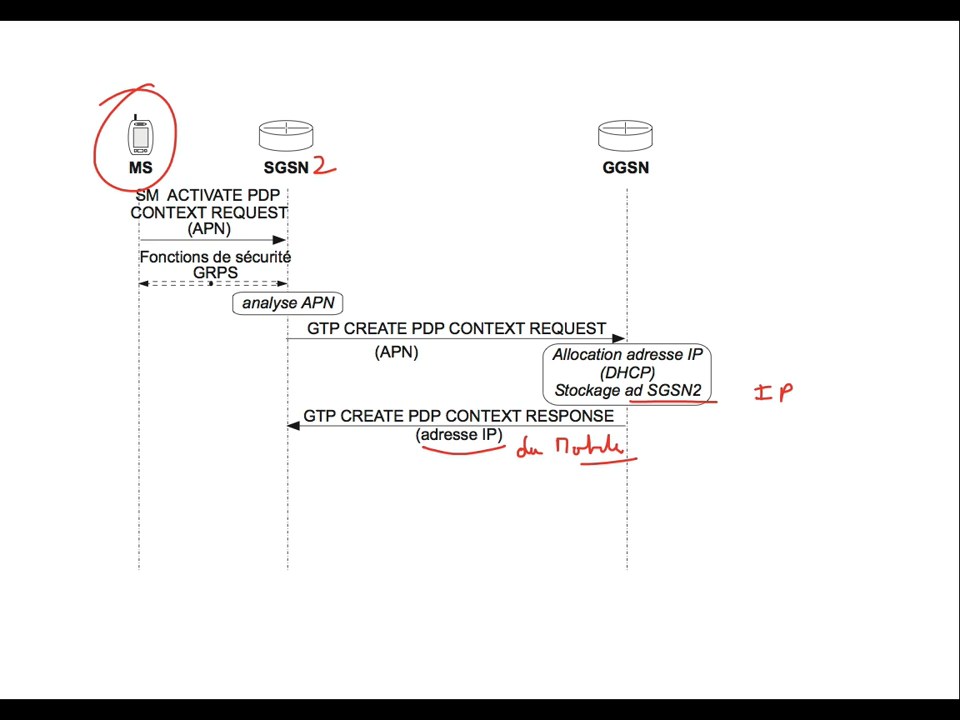 MS
SGSN 2
GGSN
SM ACTIVATE PDP
CONTEXT REQUEST
(APN)
Fonctions de sécurité
GRPS
analyse APN
GTP CREATE PDP CONTEXT REQUEST
(APN)
Allocation adresse IP
(DHCP)
Stockage ad SGSN2
IP
GTP CREATE PDP CONTEXT RESPONSE
(adresse IP)
du Mobile